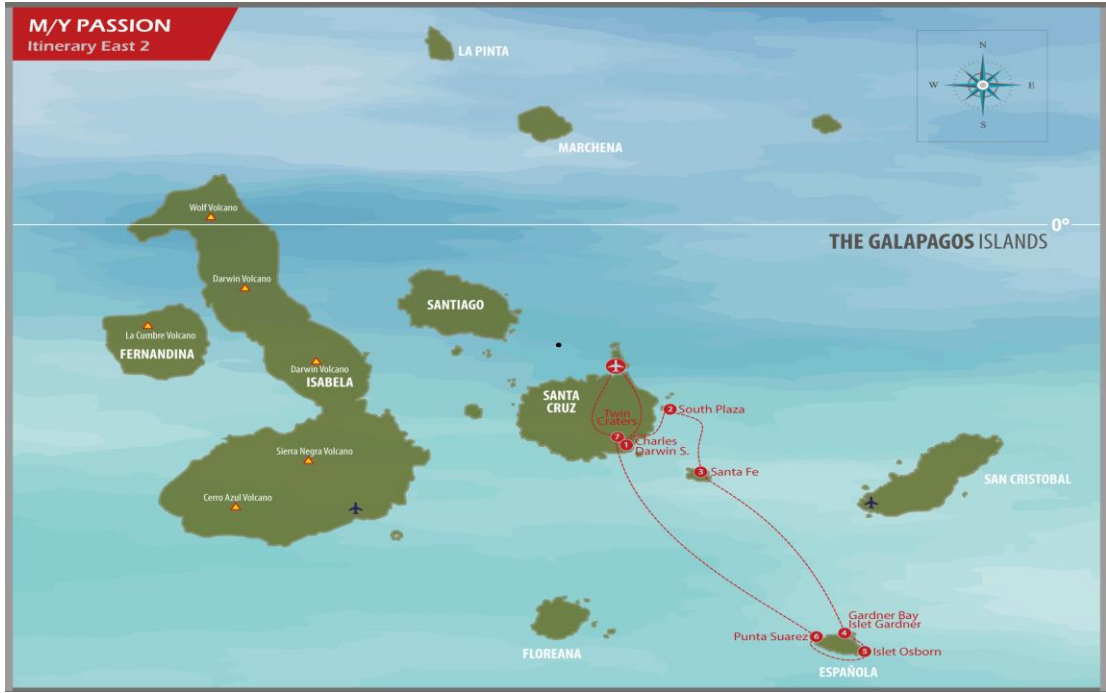 M/Y PASSION
Itinerary East 2
LA PINTA
MARCHENA
N
W
E
S
0°
THE GALAPAGOS ISLANDS
Wolf Volcano
Darwin Volcano
La Cumbre Volcano
FERNANDINA
Darwin Volcano
ISABELA
SANTIAGO
SANTA
CRUZ
Twin
Craters
7
1
Charles
Darwin S.
2
South Plaza
3
Santa Fe
SAN CRISTOBAL
Sierra Negra Volcano
Cerro Azul Volcano
FLOREANA
Gardner Bay
Islet Gardner
4
Punta Suarez
6
5
Islet Osborn
ESPAÑOLA